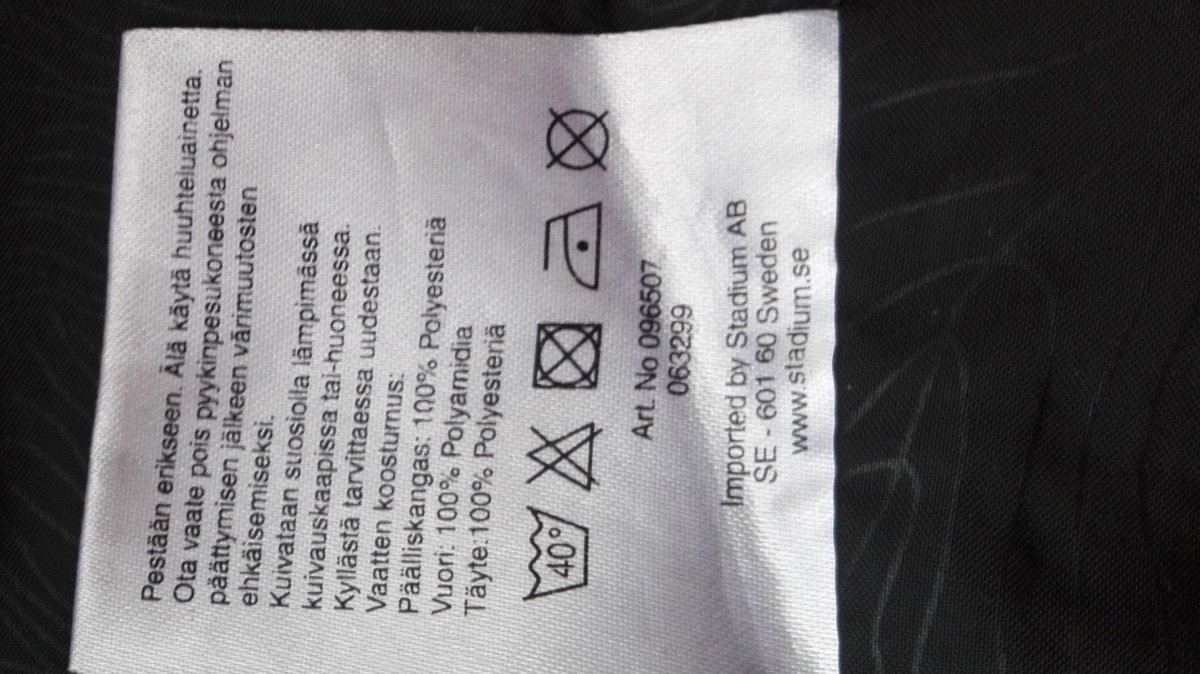 Pestään erikseen. Älä käytä huuhteluainetta.
Ota vaate pois pyykinpesukoneesta ohjelman
päättymisen jälkeen värimuutosten
ehkäisemiseksi.
Kuivataan suosiolla lämpimässä
kuivauskaapissa tai-huoneessa.
Kyllästä tarvittaessa uudestaan.
Vaatten koostumus:
Päälliskangas: 100% Polyesteriä
Vuori: 100% Polyamidia
Täyte:100% Polyesteriä
40°
Art. No 096507
063299
Imported by Stadium AB
SE - 601 60 Sweden
www.stadium.se